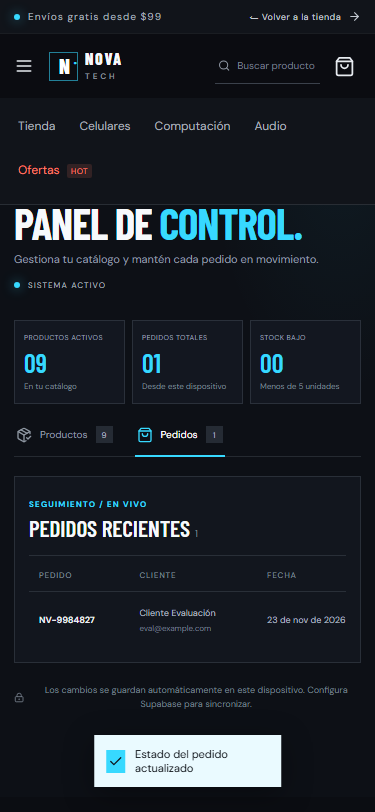 Envíos gratis desde $99
← Volver a la tienda →
N NOVA
TECH
Buscar producto
Tienda Celulares Computación Audio
Ofertas HOT
PANEL DE CONTROL.
Gestiona tu catálogo y mantén cada pedido en movimiento.
SISTEMA ACTIVO
PRODUCTOS ACTIVOS
09
En tu catálogo
PEDIDOS TOTALES
01
Desde este dispositivo
STOCK BAJO
00
Menos de 5 unidades
Productos 9
Pedidos 1
SEGUIMIENTO / EN VIVO
PEDIDOS RECIENTES 1
PEDIDO CLIENTE FECHA
NV-9984827 Cliente Evaluación 23 de nov de 2026
eval@example.com
Los cambios se guardan automáticamente en este dispositivo. Configura
Supabase para sincronizar.
Estado del pedido
actualizado